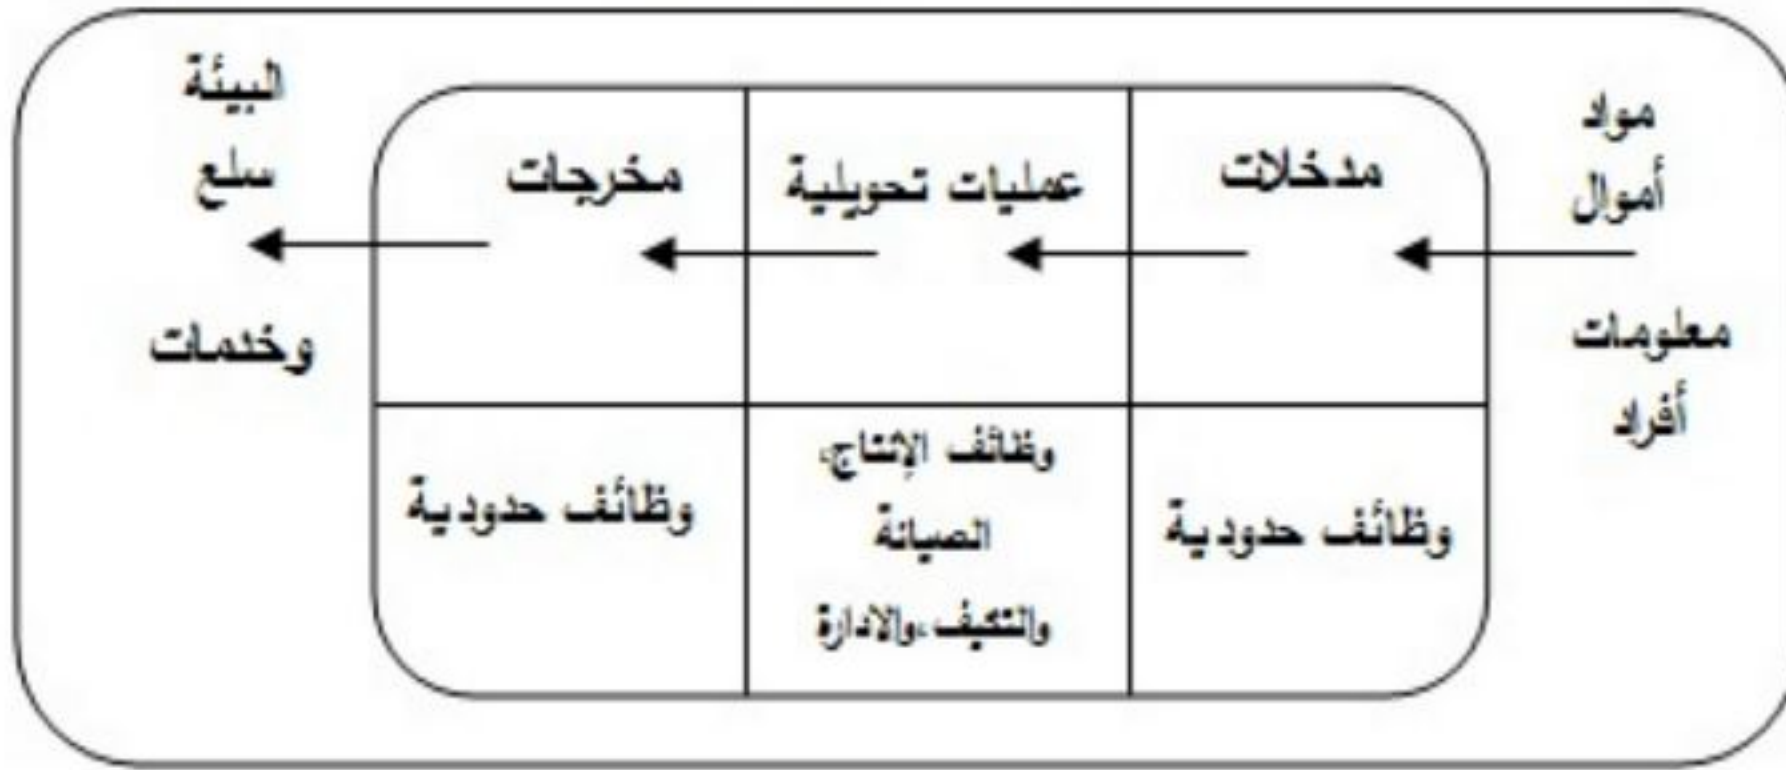 مواد
أموال
معلومات
أفراد
مدخلات
عمليات تحويلية
مخرجات
وظائف حدودية
وظائف الإنتاج،
الصيانة
والتكيف،والادارة
وظائف حدودية
البيئة
سلع
وخدمات